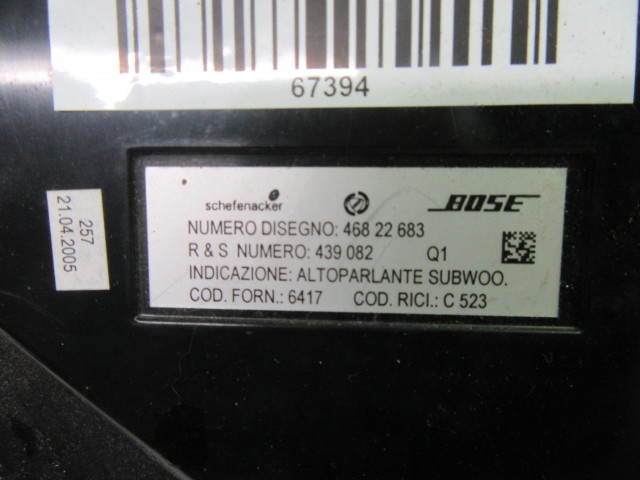 67394
257
21.04.2005
schefenacker
BOSE
NUMERO DISEGNO: 468 22 683
R & S NUMERO: 439 082 Q1
INDICAZIONE: ALTOPARLANTE SUBWOO.
COD. FORN.: 6417 COD. RICI.: C 523